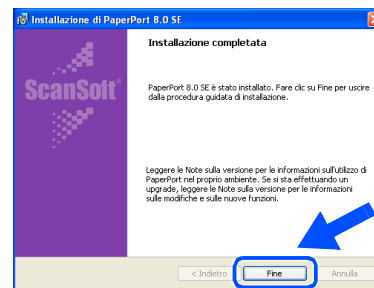 Installazione di PaperPort 8.0 SE
Installazione completata
ScanSoft®
PaperPort 8.0 SE è stato installato. Fare clic su Fine per uscire
dalla procedura guidata di installazione.
Leggere le Note sulla versione per le informazioni sull'utilizzo di
PaperPort nel proprio ambiente. Se si sta effettuando un
upgrade, leggere le Note sulla versione per le informazioni
sulle modifiche e sulle nuove funzioni.
< Indietro
Fine
Annulla